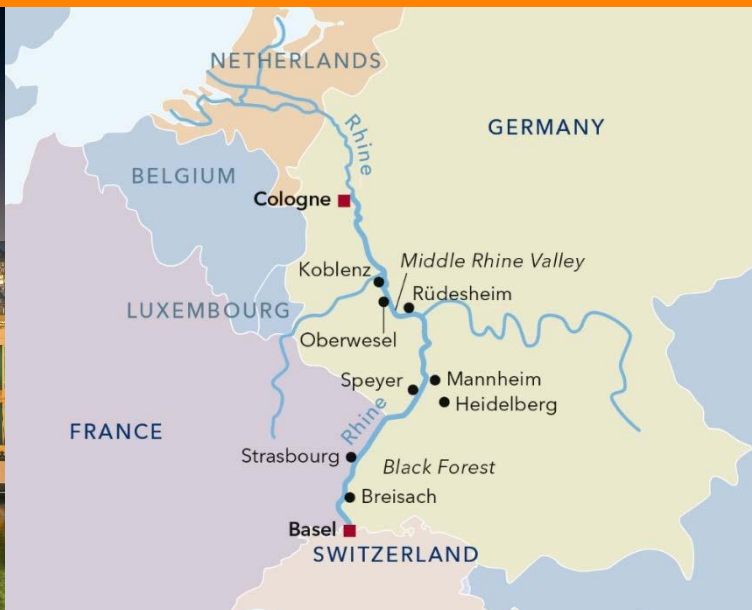 NETHERLANDS
Rhine
GERMANY
BELGIUM
Cologne
Middle Rhine Valley
Koblenz
Rüdesheim
LUXEMBOURG
Oberwesel
Speyer
Mannheim
Heidelberg
Rhine
FRANCE
Strasbourg
Black Forest
Breisach
Basel
SWITZERLAND